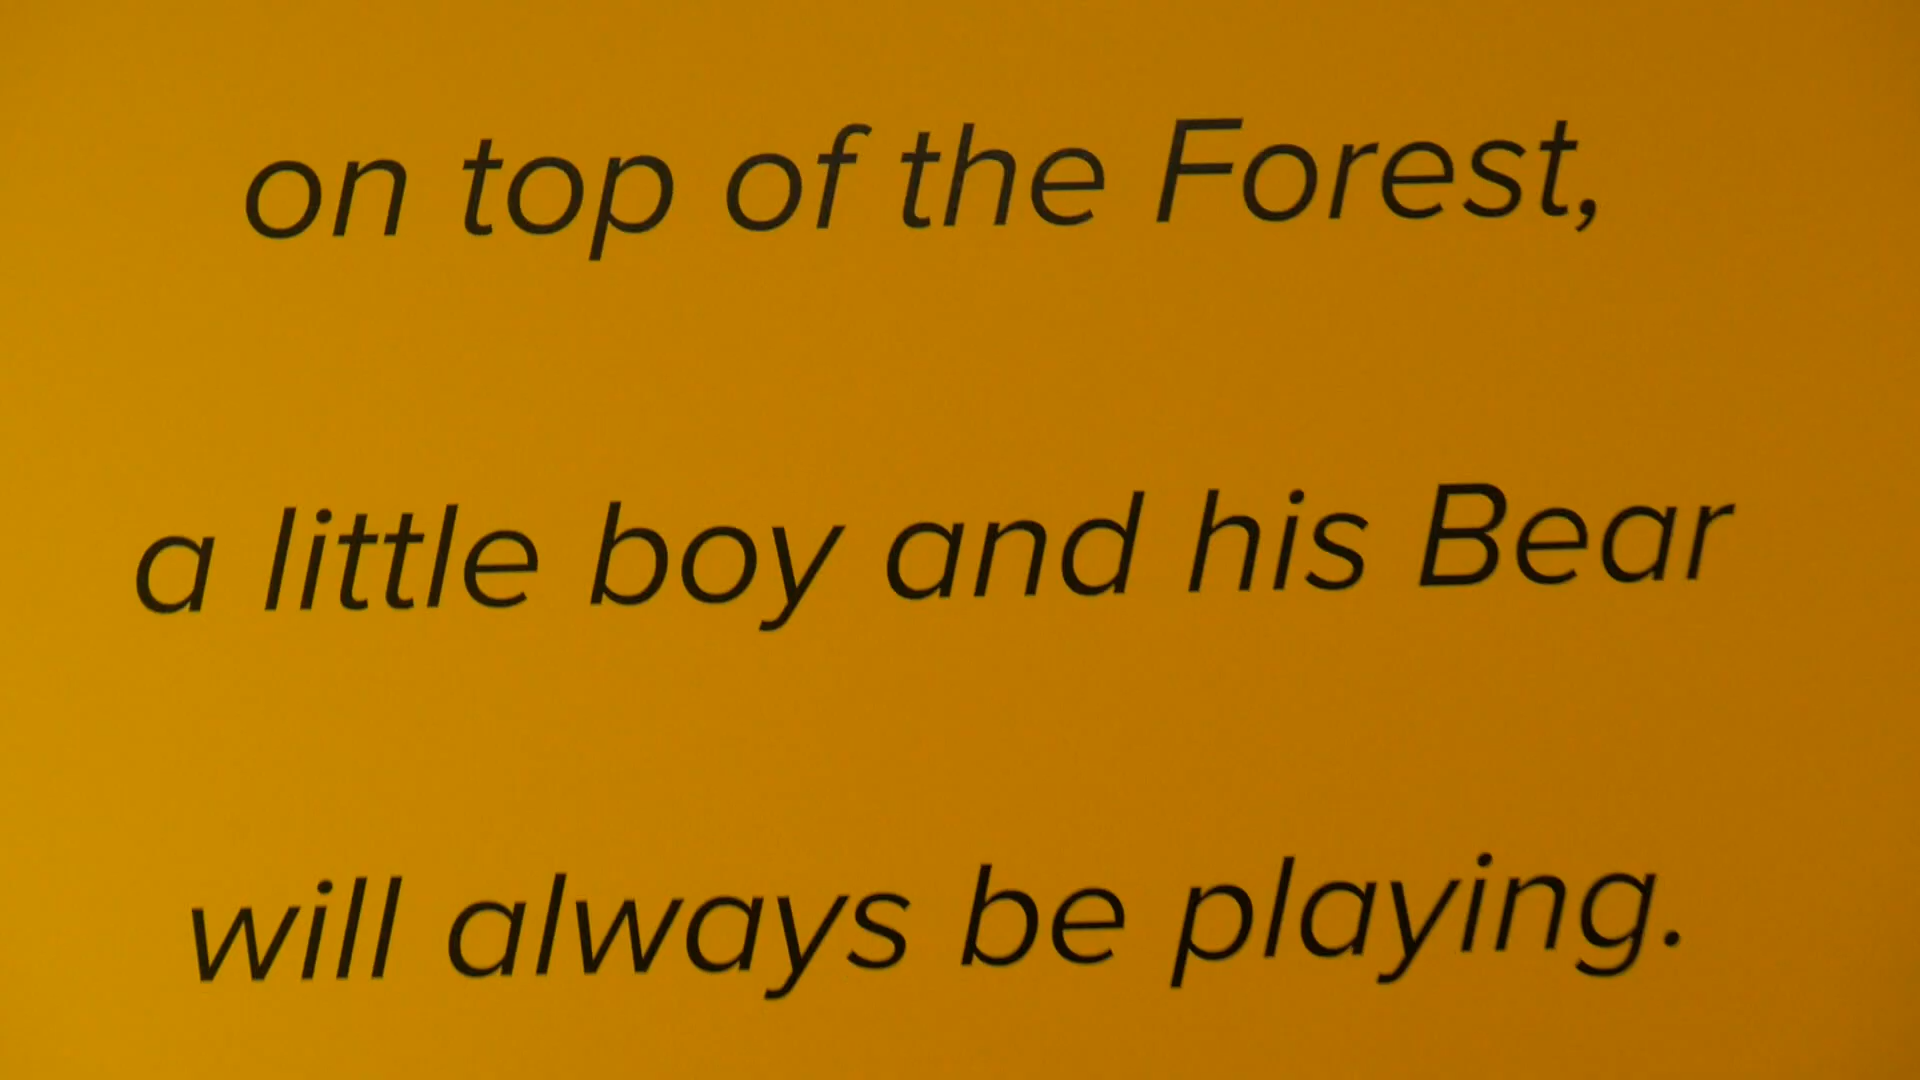 on top of the Forest,
a little boy and his Bear
will always be playing.